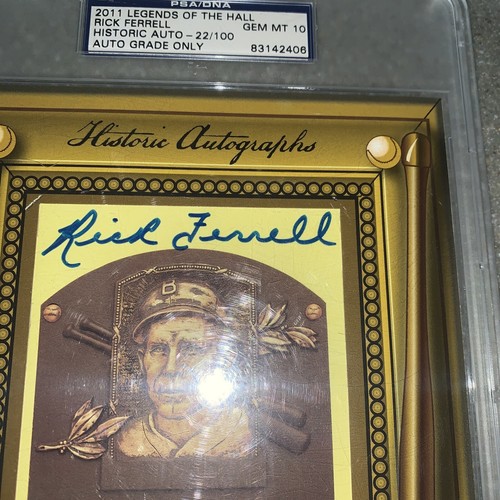 PSA/DNA
2011 LEGENDS OF THE HALL
RICK FERRELL GEM MT 10
HISTORIC AUTO - 22/100
AUTO GRADE ONLY 83142406
Historic Autographs
Rick Ferrell
B